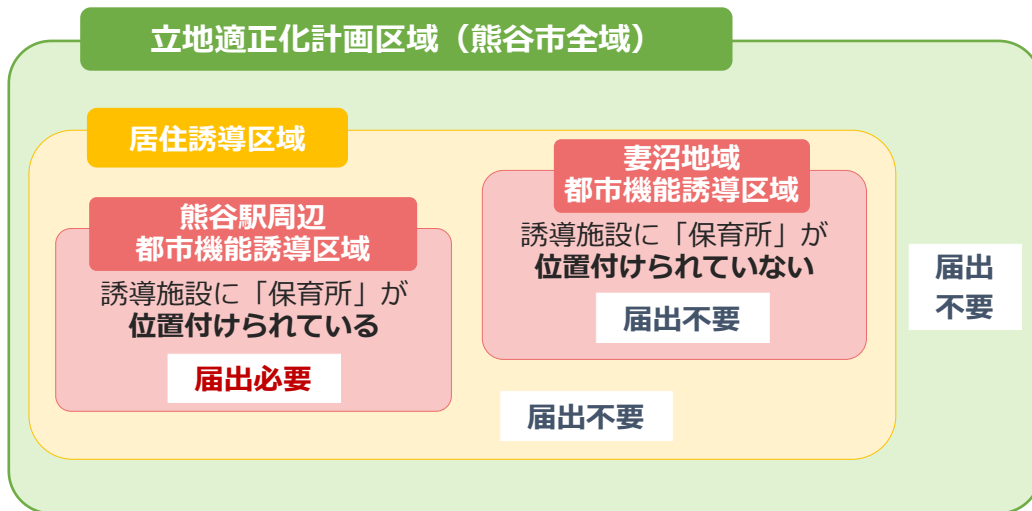 立地適正化計画区域（熊谷市全域）
居住誘導区域
熊谷駅周辺
都市機能誘導区域
誘導施設に「保育所」が
位置付けられている
届出必要
妻沼地域
都市機能誘導区域
誘導施設に「保育所」が
位置付けられていない
届出不要
届出不要
届出
不要